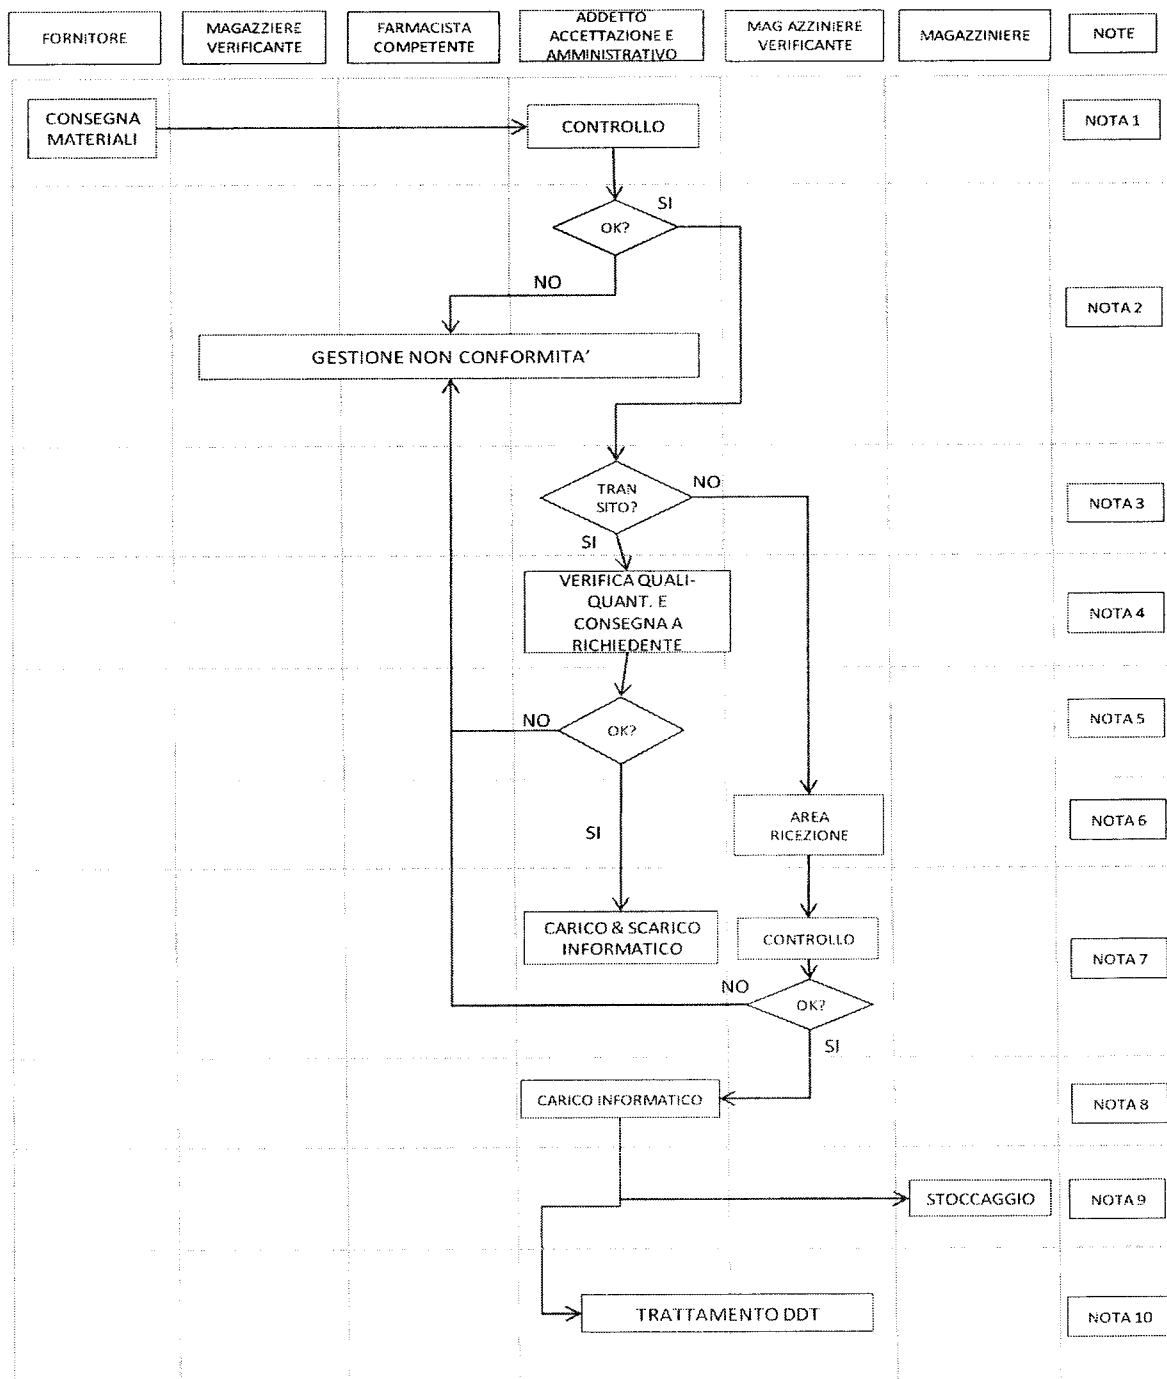 FORNITORE
MAGAZZIERE
VERIFICANTE
FARMACISTA
COMPETENTE
ADDETTO
ACCETTAZIONE E
AMMINISTRATIVO
MAG AZZINIERE
VERIFICANTE
MAGAZZINIERE
NOTE
CONSEGNA
MATERIALI
CONTROLLO
NOTA 1
SI
OK?
NO
NOTA 2
GESTIONE NON CONFORMITA'
TRAN
SITO?
NO
NOTA 3
SI
VERIFICA QUALI-
QUANT. E
CONSEGNA A
RICHIEDENTE
NOTA 4
NO
OK?
NOTA 5
SI
AREA
RICEZIONE
NOTA 6
CARICO & SCARICO
INFORMATICO
CONTROLLO
NOTA 7
NO
OK?
SI
CARICO INFORMATICO
NOTA 8
STOCCAGGIO
NOTA 9
TRATTAMENTO DDT
NOTA 10